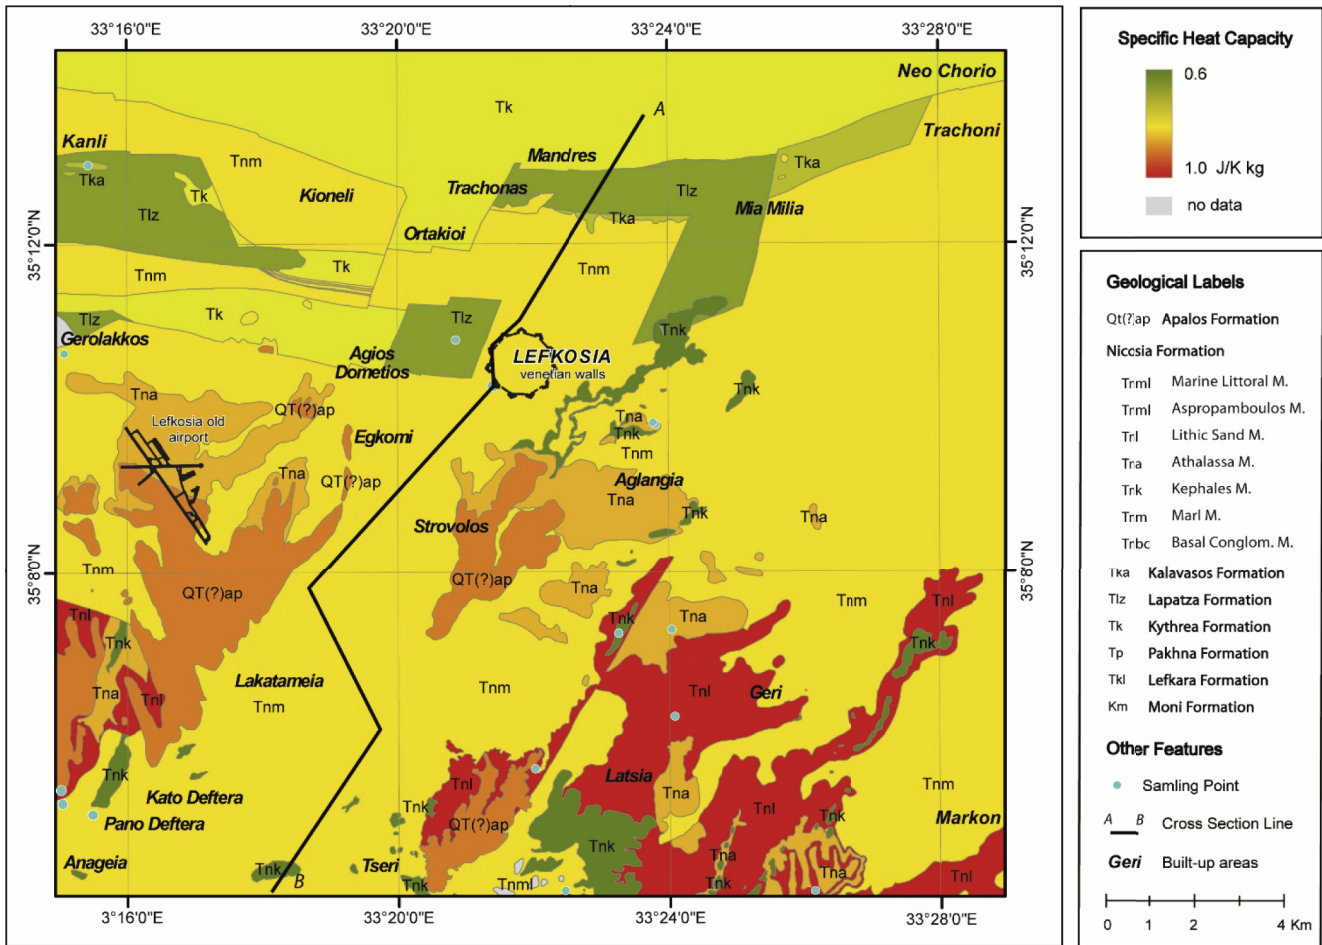 33°16'0"E 33°20'0"E 33°24'0"E 33°28'0"E
Neo Chorio
A
Tk
Trachoni
Kanli
Tnm
Mandres
Tka
Tka
Trachonas
Tlz
Tk
Kioneli
Mia Milia
Tlz
Tka
Ortakioi
35°12'0"N
35°12'0"N
Tk
Tnm
Tnm
Tk
Tlz
Tlz
Tnk
Gerolakkos
Agios
Dometios
LEFKOSIA
venetian walls
Tnk
Tna
QT(?)ap
Tna
Lefkosia old
airport
Tnk
Egkomi
Tnm
Tna
QT(?)ap
Aglangia
Tna
Tnk
Tna
Strovolos
35°8'0"N
35°8'0"N
Tnm
QT(?)ap
QT(?)ap
Tna
Tnm
Tnl
Tnl
Tnk
Tna
Tnk
Tnk
Lakatameia
Tnm
Tna
Tnl
Tnm
Tnl
Geri
Tnk
Tnl
Latsia
Tna
Tnm
Kato Deftera
Tnk
Tnl
Tnk
Markon
Pano Deftera
QT(?)ap
Anageia
Tnk
B
Tseri
Tnk
Tnml
Tnk
Tna
Tnk
Tna
Tnl
3°16'0"E 33°20'0"E 33°24'0"E 33°28'0"E
Specific Heat Capacity
0.6
1.0 J/K kg
no data
Geological Labels
Qt(?)ap Apalos Formation
Nicosia Formation
Tnml Marine Littoral M.
Tnml Aspropamboulos M.
Tnl Lithic Sand M.
Tna Athalassa M.
Tnk Kephales M.
Tnm Marl M.
Tnbc Basal Conglom. M.
Tka Kalavasos Formation
Tlz Lapatza Formation
Tk Kythrea Formation
Tp Pakhna Formation
Tkl Lefkara Formation
Km Moni Formation
Other Features
Samling Point
A B Cross Section Line
Geri Built-up areas
0 1 2 4 Km